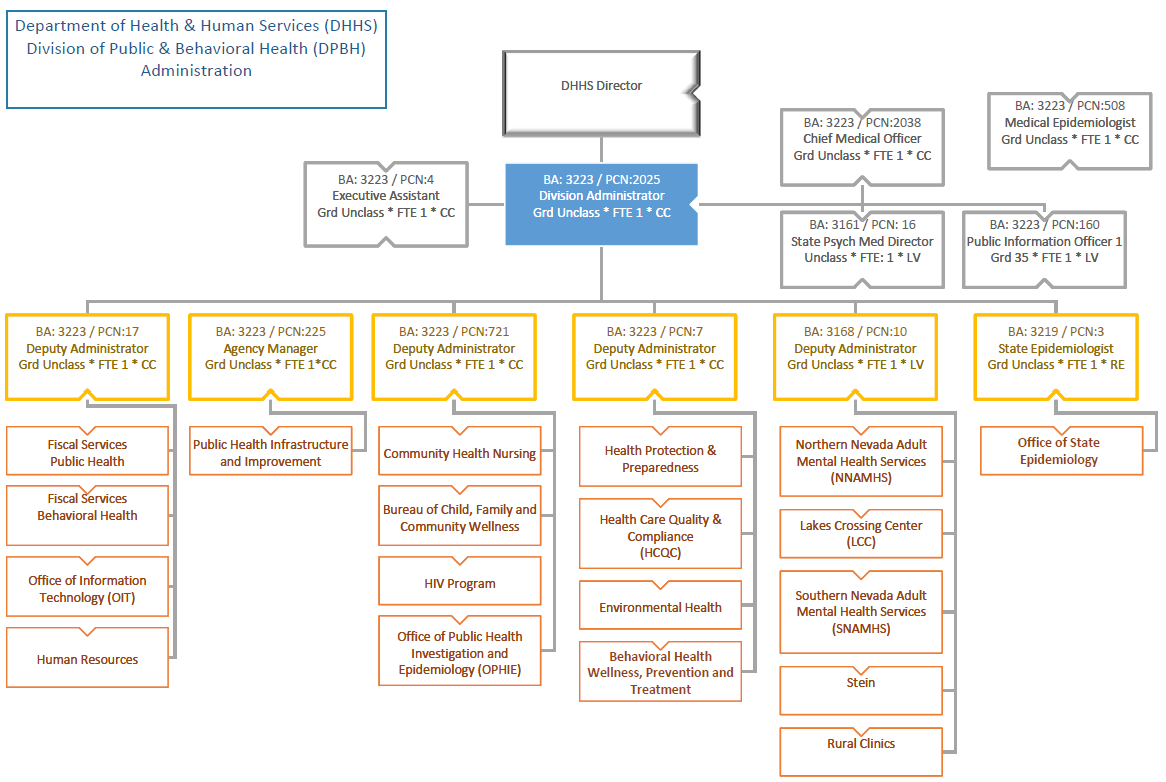 Department of Health & Human Services (DHHS)
Division of Public & Behavioral Health (DPBH)
Administration
DHHS Director
BA: 3223 / PCN:2038
Chief Medical Officer
Grd Unclass * FTE 1 * CC
BA: 3223 / PCN:508
Medical Epidemiologist
Grd Unclass * FTE 1 * CC
BA: 3223 / PCN:4
Executive Assistant
Grd Unclass * FTE 1 * CC
BA: 3223 / PCN:2025
Division Administrator
Grd Unclass * FTE 1 * CC
BA: 3161 / PCN: 16
State Psych Med Director
Unclass * FTE: 1 * LV
BA: 3223 / PCN:160
Public Information Officer 1
Grd 35 * FTE 1 * LV
BA: 3223 / PCN:17
Deputy Administrator
Grd Unclass * FTE 1 * CC
BA: 3223 / PCN:225
Agency Manager
Grd Unclass * FTE 1*CC
BA: 3223 / PCN:721
Deputy Administrator
Grd Unclass * FTE 1 * CC
BA: 3223 / PCN:7
Deputy Administrator
Grd Unclass * FTE 1 * CC
BA: 3168 / PCN:10
Deputy Administrator
Grd Unclass * FTE 1 * LV
BA: 3219 / PCN:3
State Epidemiologist
Grd Unclass * FTE 1 * RE
Fiscal Services
Public Health
Fiscal Services
Behavioral Health
Office of Information
Technology (OIT)
Human Resources
Public Health Infrastructure
and Improvement
Community Health Nursing
Bureau of Child, Family and
Community Wellness
HIV Program
Office of Public Health
Investigation and
Epidemiology (OPHIE)
Health Protection &
Preparedness
Health Care Quality &
Compliance
(HCQC)
Environmental Health
Behavioral Health
Wellness, Prevention and
Treatment
Northern Nevada Adult
Mental Health Services
(NNAMHS)
Lakes Crossing Center
(LCC)
Southern Nevada Adult
Mental Health Services
(SNAMHS)
Stein
Rural Clinics
Office of State
Epidemiology